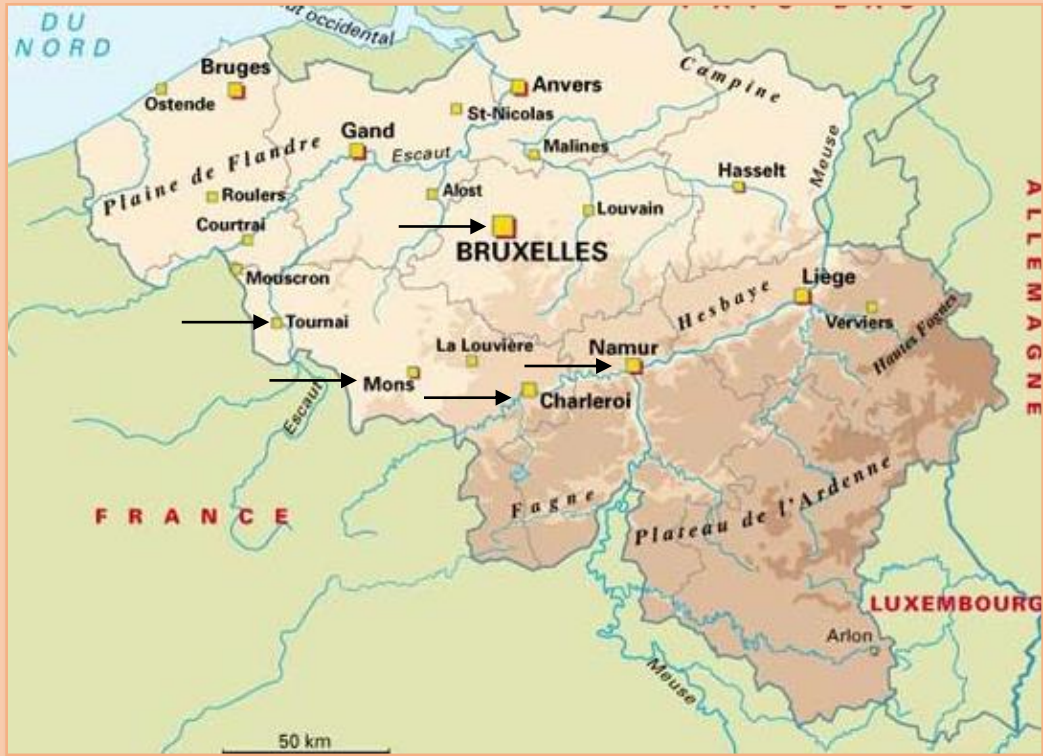 DU
NORD
occidental
Bruges
Ostende
Anvers
Campine
St-Nicolas
Gand
Escaut
Malines
Meuse
Plaine de Flandre
Hasselt
Roulers
Alost
Louvain
Courtrai
BRUXELLES
Mouscron
Liège
Hesbaye
Tournai
Verviers
Hautes Fagnes
La Louvière
Namur
Mons
Charleroi
Escaut
ALLEMAGNE
Fagne
Plateau de l'Ardenne
FRANCE
LUXEMBOURG
Arlon
Meuse
50 km